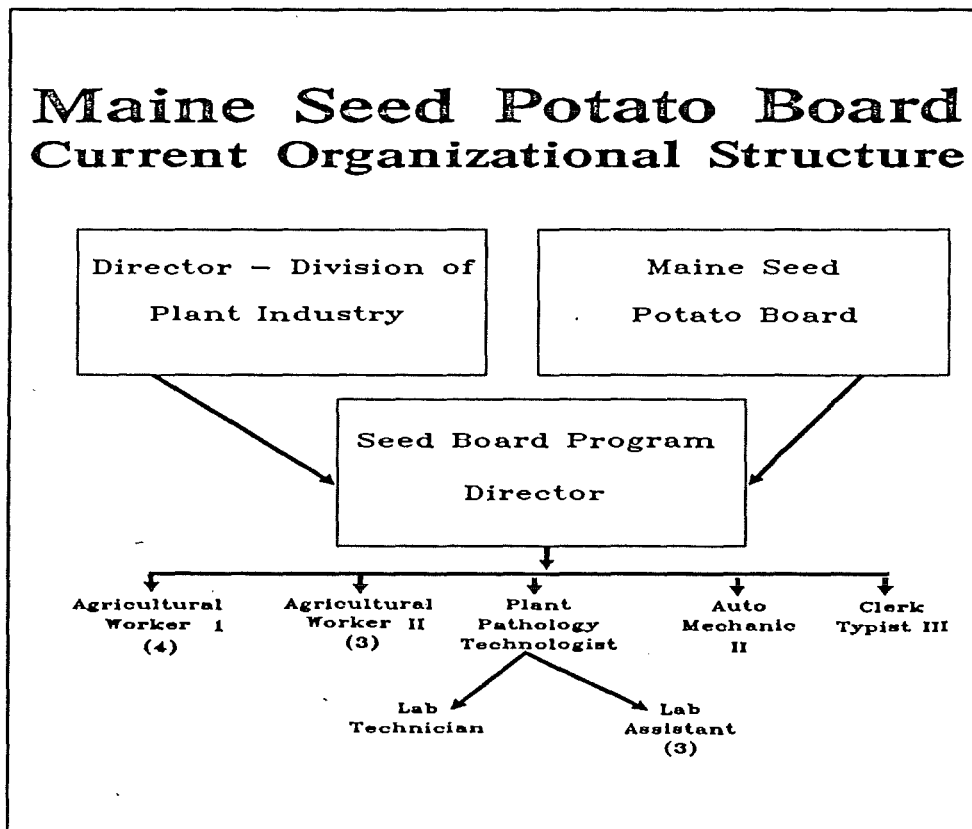 Maine Seed Potato Board
Current Organizational Structure
Director – Division of
Plant Industry
Maine Seed
Potato Board
Seed Board Program
Director
Agricultural
Worker 1
(4)
Agricultural
Worker II
(3)
Plant
Pathology
Technologist
Auto
Mechanic
II
Clerk
Typist III
Lab
Technician
Lab
Assistant
(3)